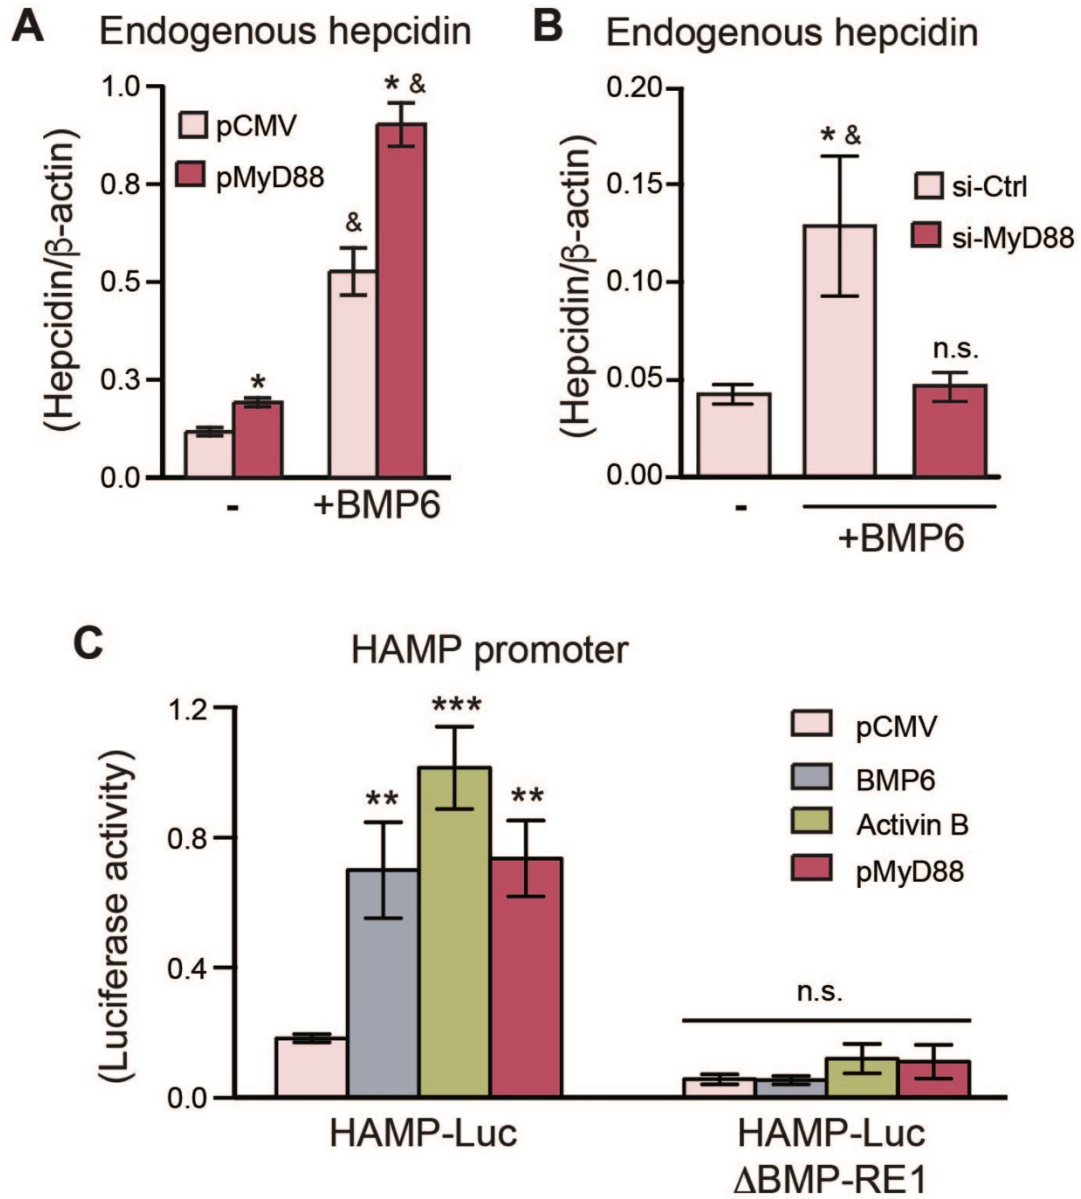 A
Endogenous hepcidin
(Hepcidin/β-actin)
1.0
0.8
0.5
0.3
0.0
pCMV
pMyD88
*
&
* &
-
+BMP6
B
Endogenous hepcidin
(Hepcidin/β-actin)
0.20
0.15
0.10
0.05
0.00
* &
n.s.
si-Ctrl
si-MyD88
-
+BMP6
C
HAMP promoter
(Luciferase activity)
1.2
0.8
0.4
0.0
**
***
**
n.s.
pCMV
BMP6
Activin B
pMyD88
HAMP-Luc
HAMP-Luc
ΔBMP-RE1